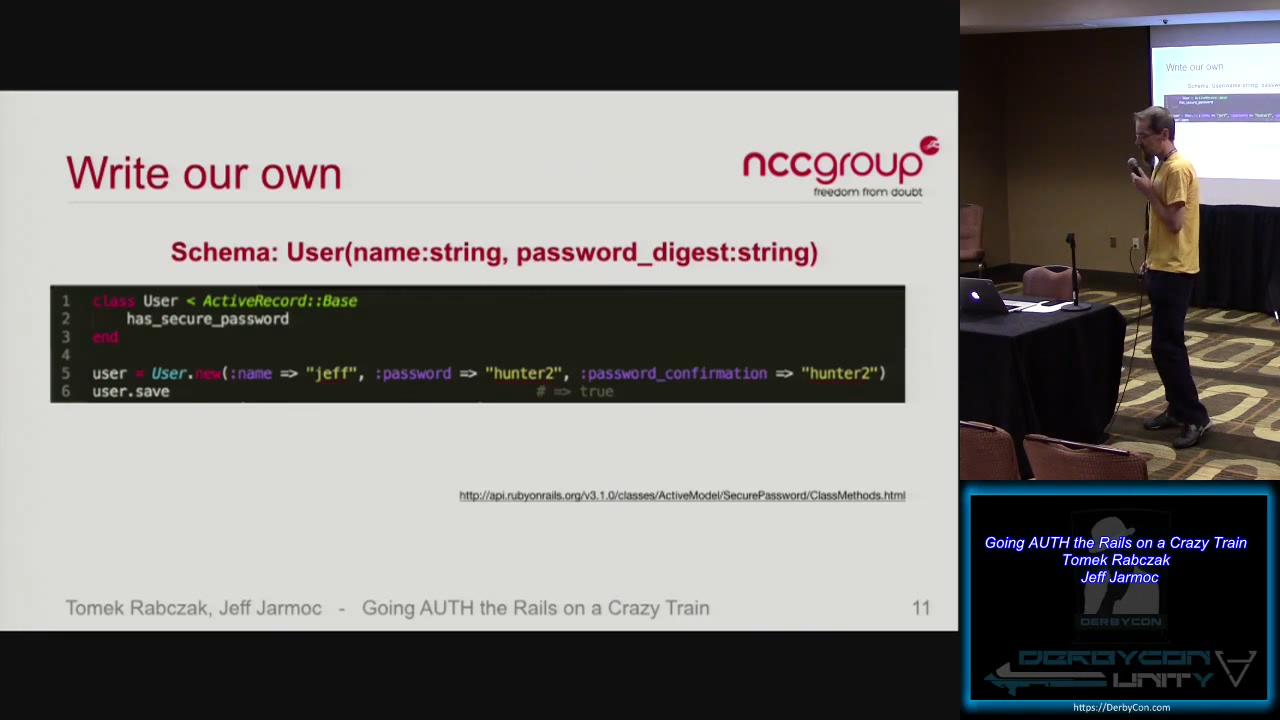 Write our own
nccgroup
freedom from doubt
Schema: User(name:string, password_digest:string)
1 class User < ActiveRecord::Base
2 has_secure_password
3 end
4
5 user = User.new(:name => "jeff", :password => "hunter2", :password_confirmation => "hunter2")
6 user.save # => true
http://api.rubyonrails.org/v3.1.0/classes/ActiveModel/SecurePassword/ClassMethods.html
Tomek Rabczak, Jeff Jarmoc - Going AUTH the Rails on a Crazy Train 11
Write our own
Going AUTH the Rails on a Crazy Train
Tomek Rabczak
Jeff Jarmoc
DERBYCON
DERBYCON
UNITY
https://DerbyCon.com